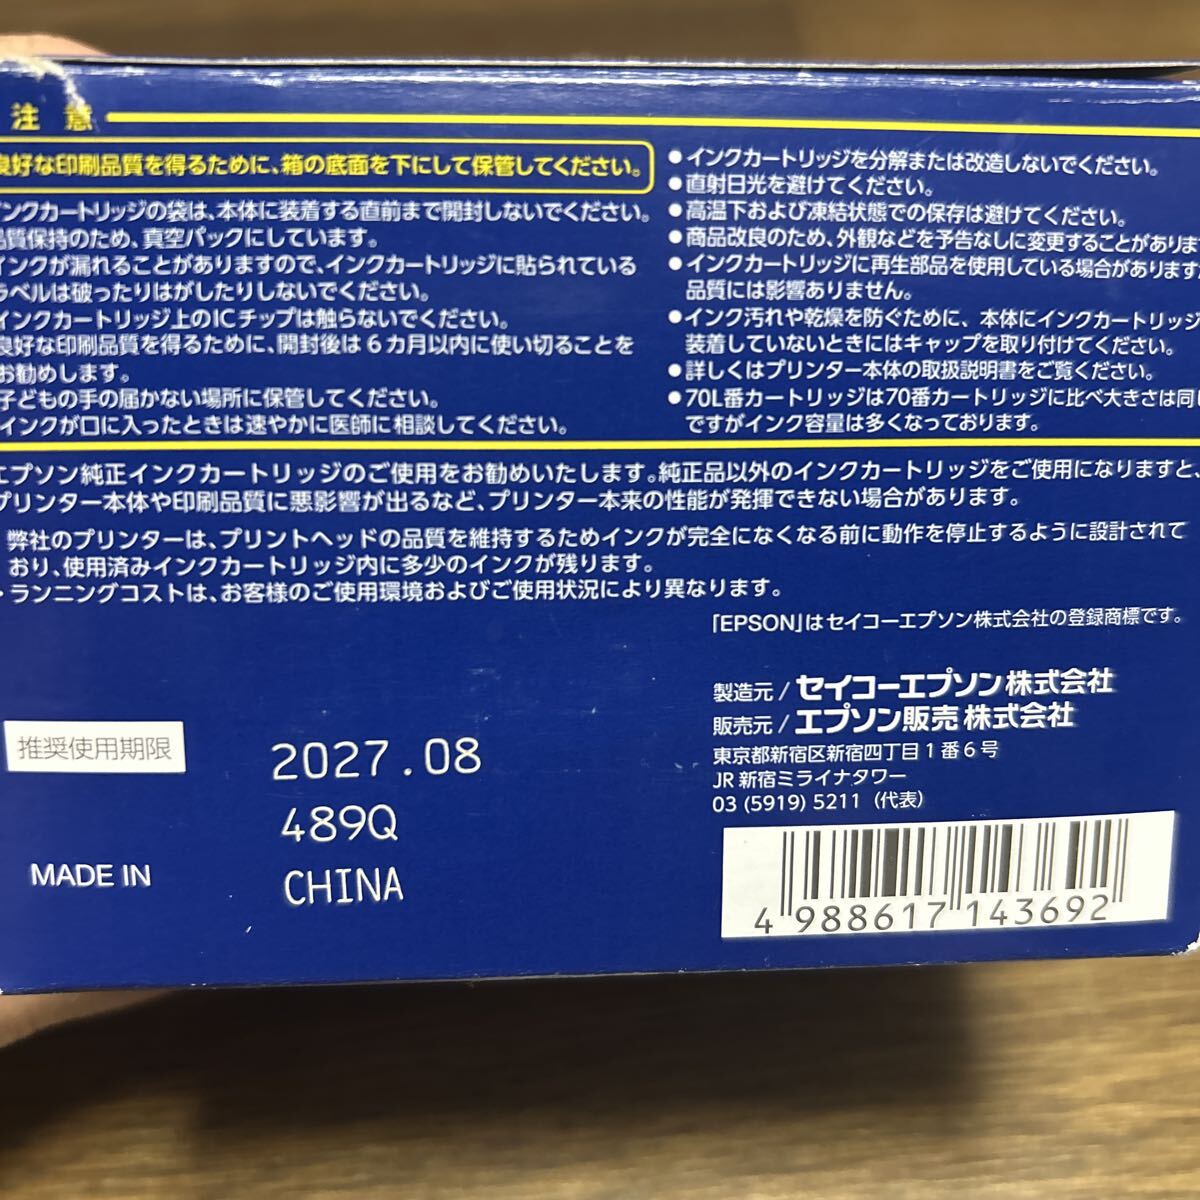 注意
良好な印刷品質を得るために、箱の底面を下にして保管してください。
インクカートリッジの袋は、本体に装着する直前まで開封しないでください。
品質保持のため、真空パックにしています。
インクが漏れることがありますので、インクカートリッジに貼られている
ラベルは破ったりはがしたりしないでください。
インクカートリッジ上のICチップは触らないでください。
良好な印刷品質を得るために、開封後は6カ月以内に使い切ることを
お勧めします。
子どもの手の届かない場所に保管してください。
インクが口に入ったときは速やかに医師に相談してください。
●インクカートリッジを分解または改造しないでください。
●直射日光を避けてください。
●高温下および凍結状態での保存は避けてください。
●商品改良のため、外観などを予告なしに変更することがあります
●インクカートリッジに再生部品を使用している場合がありますが
品質には影響ありません。
●インク汚れや乾燥を防ぐために、本体にインクカートリッジ
装着していないときにはキャップを取り付けてください。
●詳しくはプリンター本体の取扱説明書をご覧ください。
●70L番カートリッジは70番カートリッジに比べ大きさは同じ
ですがインク容量は多くなっております。
エプソン純正インクカートリッジのご使用をお勧めいたします。純正品以外のインクカートリッジをご使用になりますと、
プリンター本体や印刷品質に悪影響が出るなど、プリンター本来の性能が発揮できない場合があります。
弊社のプリンターは、プリントヘッドの品質を維持するためインクが完全になくなる前に動作を停止するように設計されて
おり、使用済みインクカートリッジ内に多少のインクが残ります。
・ランニングコストは、お客様のご使用環境およびご使用状況により異なります。
「EPSON」はセイコーエプソン株式会社の登録商標です。
製造元/セイコーエプソン株式会社
販売元/エプソン販売株式会社
東京都新宿区新宿四丁目1番6号
JR新宿ミライナタワー
03 (5919) 5211（代表）
推奨使用期限 2027.08
489Q
MADE IN CHINA
4 988617 143692